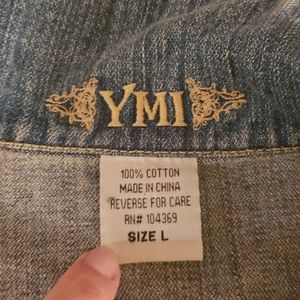 YMI
100% COTTON
MADE IN CHINA
REVERSE FOR CARE
RN# 104369
SIZE L